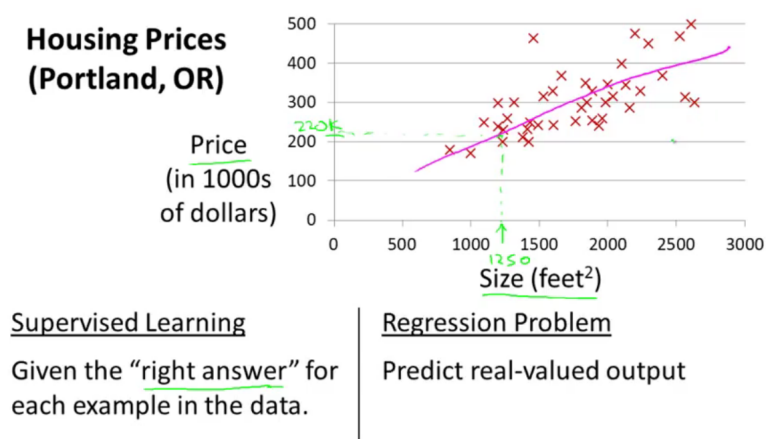 Housing Prices
(Portland, OR)
Price
(in 1000s
of dollars)
500
400
300
220K
200
100
0
0 500 1000 1500 2000 2500 3000
1250
Size (feet²)
Supervised Learning
Given the “right answer” for
each example in the data.
Regression Problem
Predict real-valued output